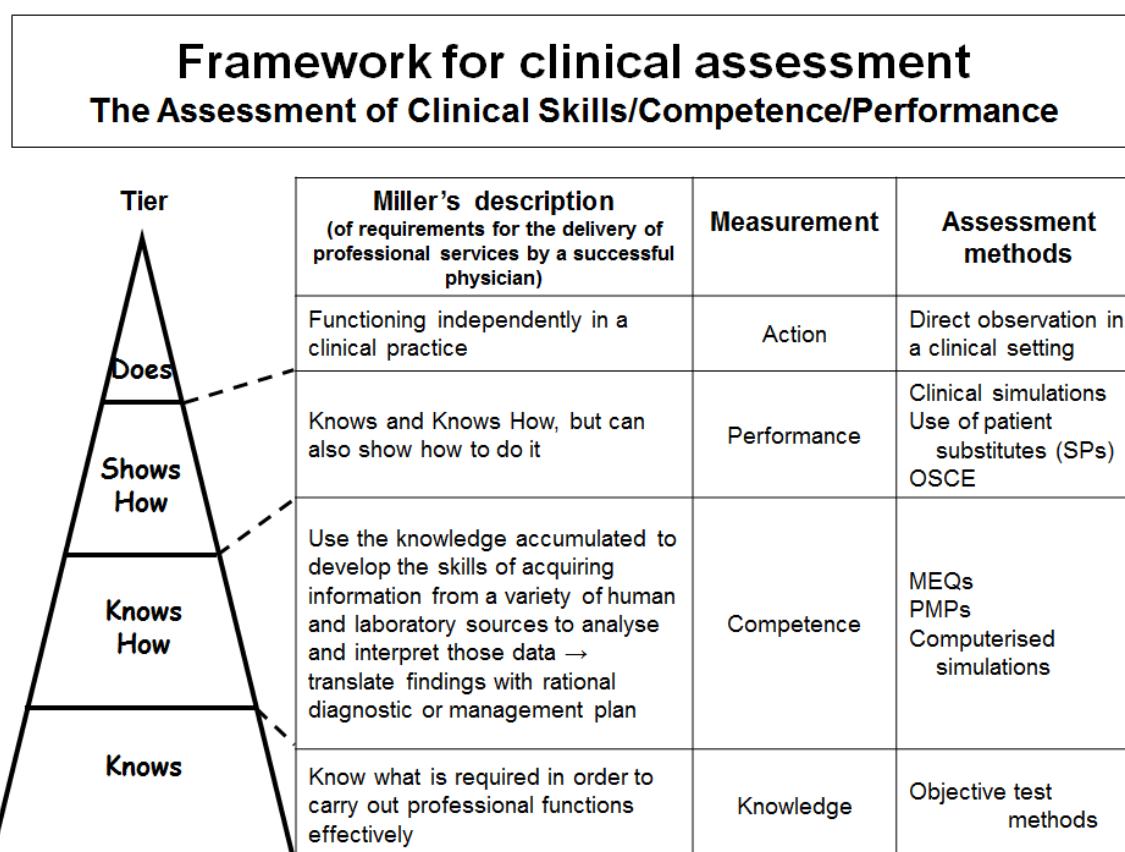 Framework for clinical assessment
The Assessment of Clinical Skills/Competence/Performance
Tier
Does
Shows
How
Knows
How
Knows
Miller’s description
(of requirements for the delivery of
professional services by a successful
physician)
Measurement
Assessment
methods
Functioning independently in a
clinical practice
Action
Direct observation in
a clinical setting
Knows and Knows How, but can
also show how to do it
Performance
Clinical simulations
Use of patient
substitutes (SPs)
OSCE
Use the knowledge accumulated to
develop the skills of acquiring
information from a variety of human
and laboratory sources to analyse
and interpret those data →
translate findings with rational
diagnostic or management plan
Competence
MEQs
PMPs
Computerised
simulations
Know what is required in order to
carry out professional functions
effectively
Knowledge
Objective test
methods